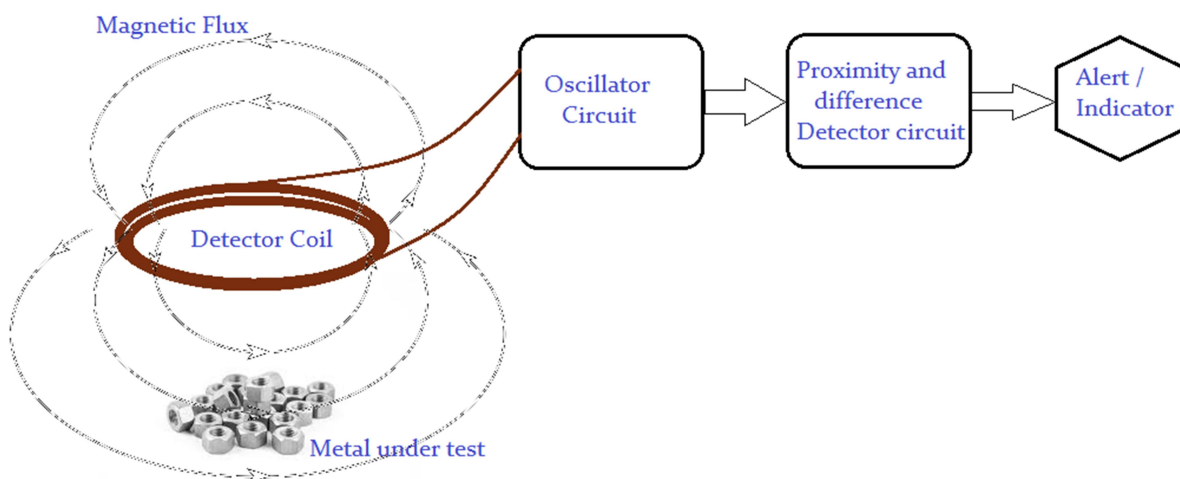 Magnetic Flux
Oscillator
Circuit
Proximity and
difference
Detector circuit
Alert /
Indicator
Detector Coil
Metal under test